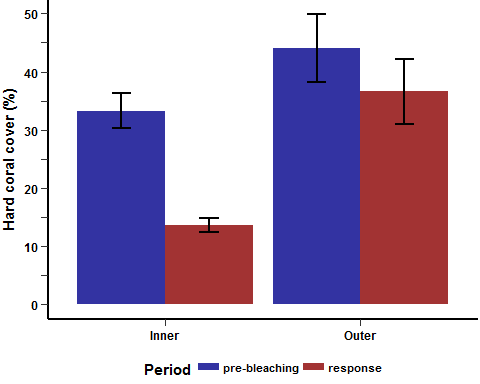 Hard coral cover (%)
50
40
30
20
10
0
Inner Outer
Period pre-bleaching response